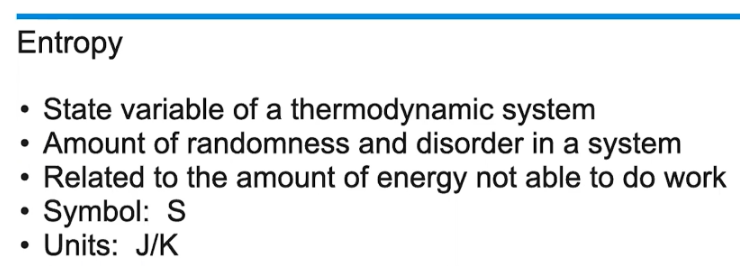 Entropy
• State variable of a thermodynamic system
• Amount of randomness and disorder in a system
• Related to the amount of energy not able to do work
• Symbol:  S
• Units:  J/K